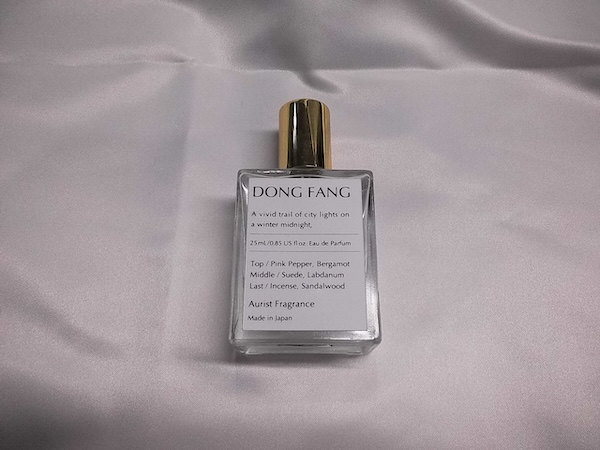 DONG FANG
A vivid trail of city lights on
a winter midnight,
25mL/0.85 US fl oz. Eau de Parfum
Top / Pink Pepper, Bergamot
Middle / Suede, Labdanum
Last / Incense, Sandalwood
Aurist Fragrance
Made in Japan